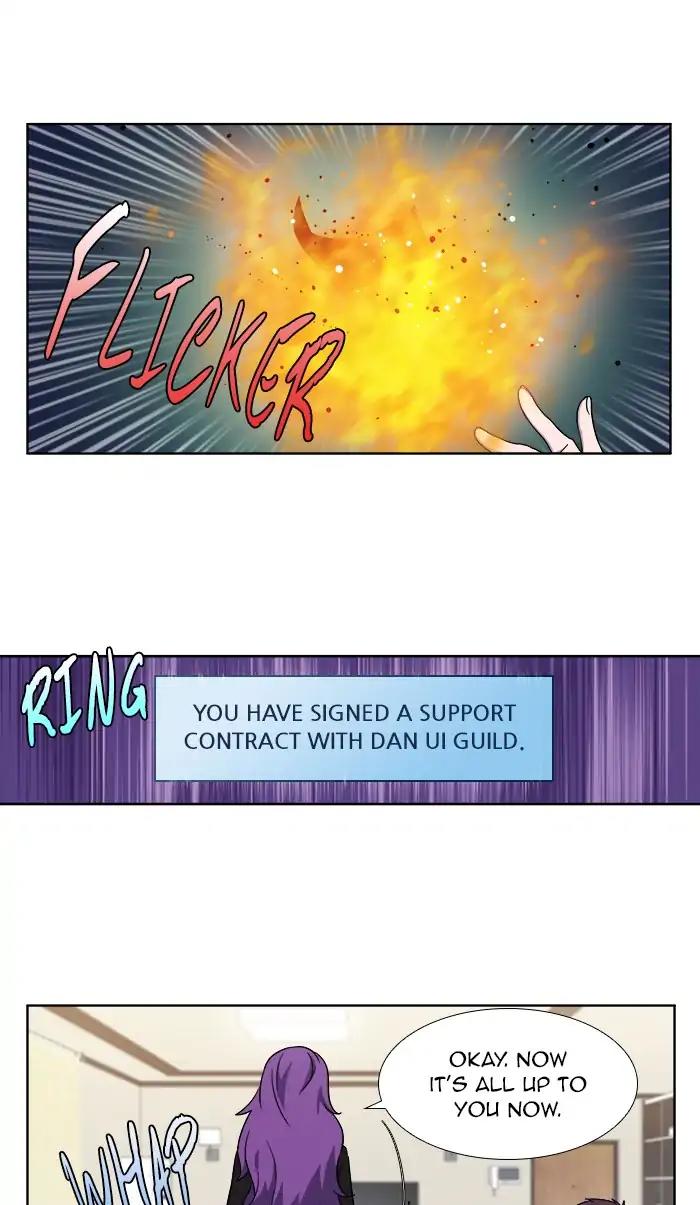 FLICKER
RING
YOU HAVE SIGNED A SUPPORT
CONTRACT WITH DAN UI GUILD.
OKAY. NOW
IT'S ALL UP TO
YOU NOW.
WHAP